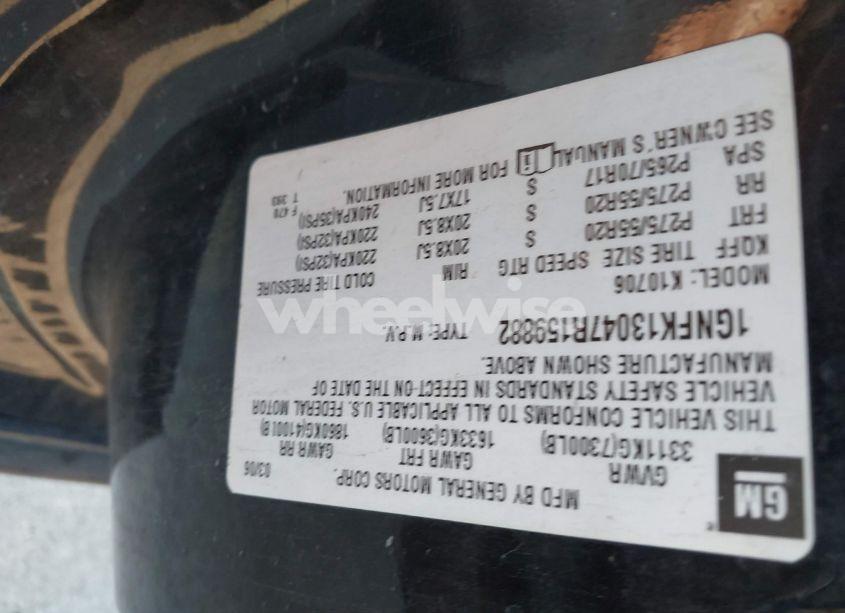 GM
MFD BY GENERAL MOTORS CORP.
03/06
GVWR GAWR FRT GAWR RR
3311KG(7300LB) 1633KG(3600LB) 1860KG(4100LB)
THIS VEHICLE CONFORMS TO ALL APPLICABLE U.S. FEDERAL MOTOR
VEHICLE SAFETY STANDARDS IN EFFECT ON THE DATE OF
MANUFACTURE SHOWN ABOVE.
1GNFK13047R159882 TYPE: M.P.V.
MODEL: K10706
KQFF TIRE SIZE SPEED RTG RIM COLD TIRE PRESSURE
FRT P275/55R20 S 20X8.5J 220KPA(32PSI)
RR P275/55R20 S 20X8.5J 220KPA(32PSI)
SPA P265/70R17 S 17X7.5J 240KPA(35PSI)
SEE OWNER'S MANUAL FOR MORE INFORMATION.
F 470
T 393
wheelwise